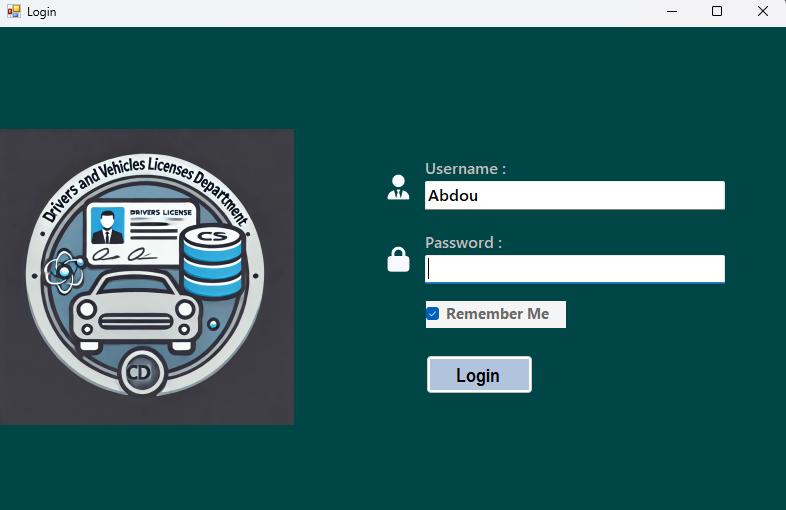 Login
Drivers and Vehicles Licenses Department
DRIVERS LICENSE
CS
CD
Username :
Abdou
Password :
Remember Me
Login